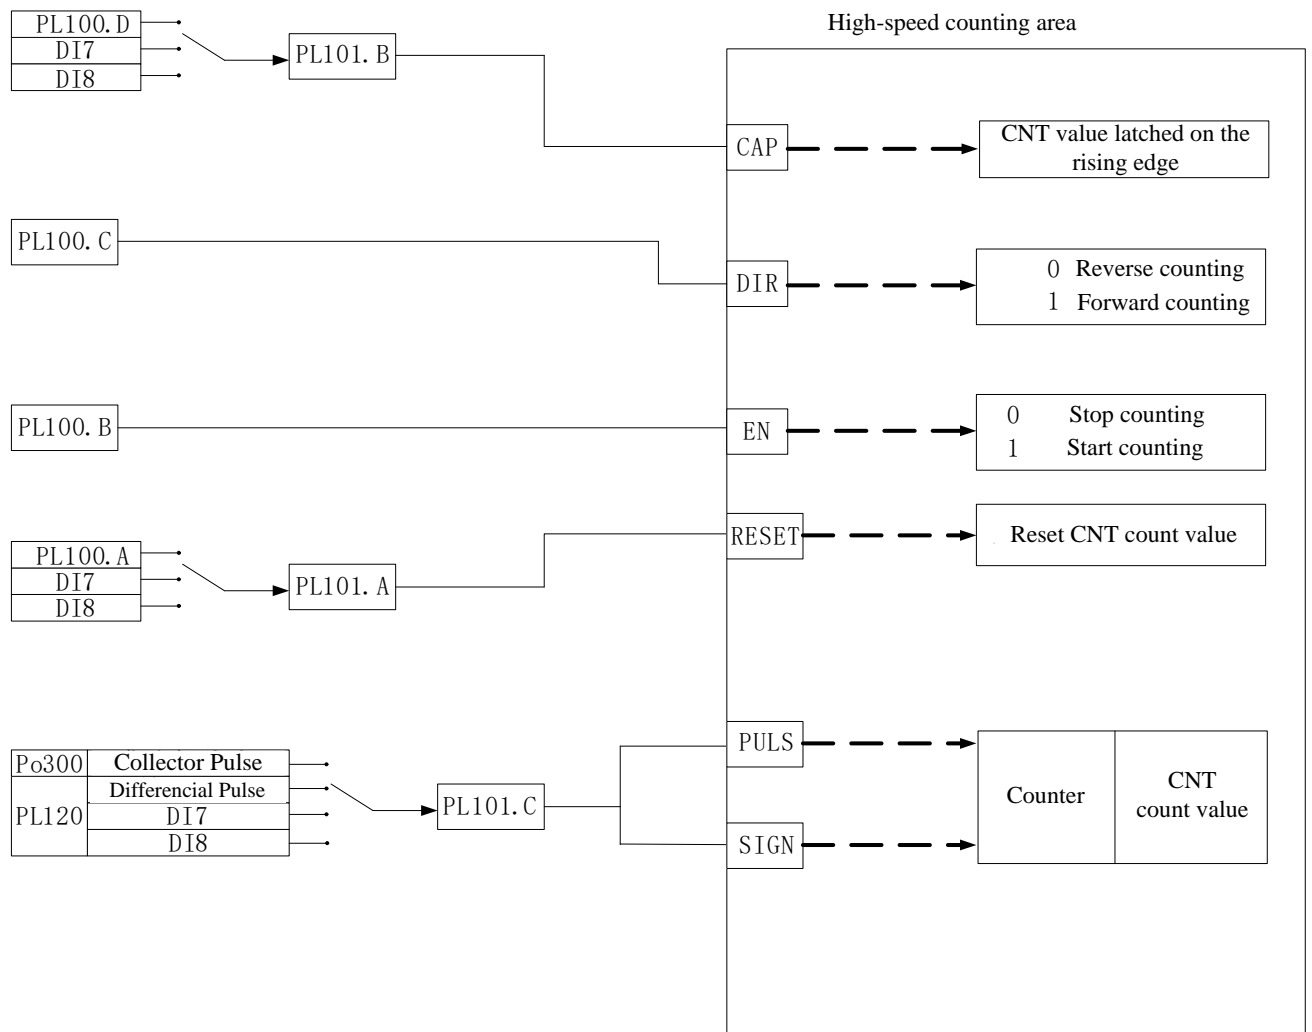 High-speed counting area
PL100.D
DI7
DI8
PL101.B
CAP
CNT value latched on the
rising edge
PL100.C
DIR
0 Reverse counting
1 Forward counting
PL100.B
EN
0 Stop counting
1 Start counting
PL100.A
DI7
DI8
PL101.A
RESET
Reset CNT count value
Po300
Collector Pulse
PL120
Differencial Pulse
DI7
DI8
PL101.C
PULS
SIGN
Counter
CNT
count value